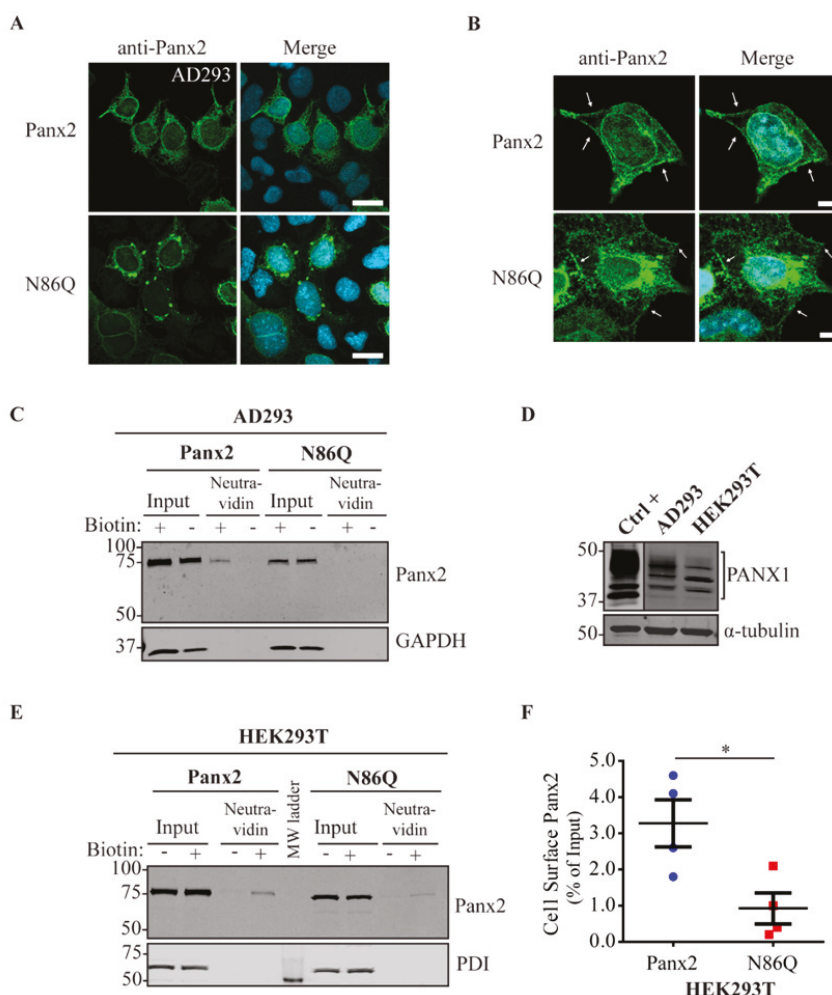 A
anti-Panx2 Merge
AD293
Panx2
N86Q
B
anti-Panx2 Merge
Panx2
N86Q
C
AD293
Panx2 N86Q
Input Neutra- Input Neutra-
vidin vidin
Biotin: + - + - + - + -
100
75
Panx2
50
37
GAPDH
D
Ctrl + AD293 HEK293T
50
PANX1
37
50
α-tubulin
E
HEK293T
Panx2 MW ladder N86Q
Input Neutra- Input Neutra-
vidin vidin
Biotin: - + - + - + - +
100
75
Panx2
50
75
PDI
50
F
Cell Surface Panx2
(% of Input)
5.0
*
4.0
3.0
2.0
1.0
0.0
Panx2 N86Q
HEK293T